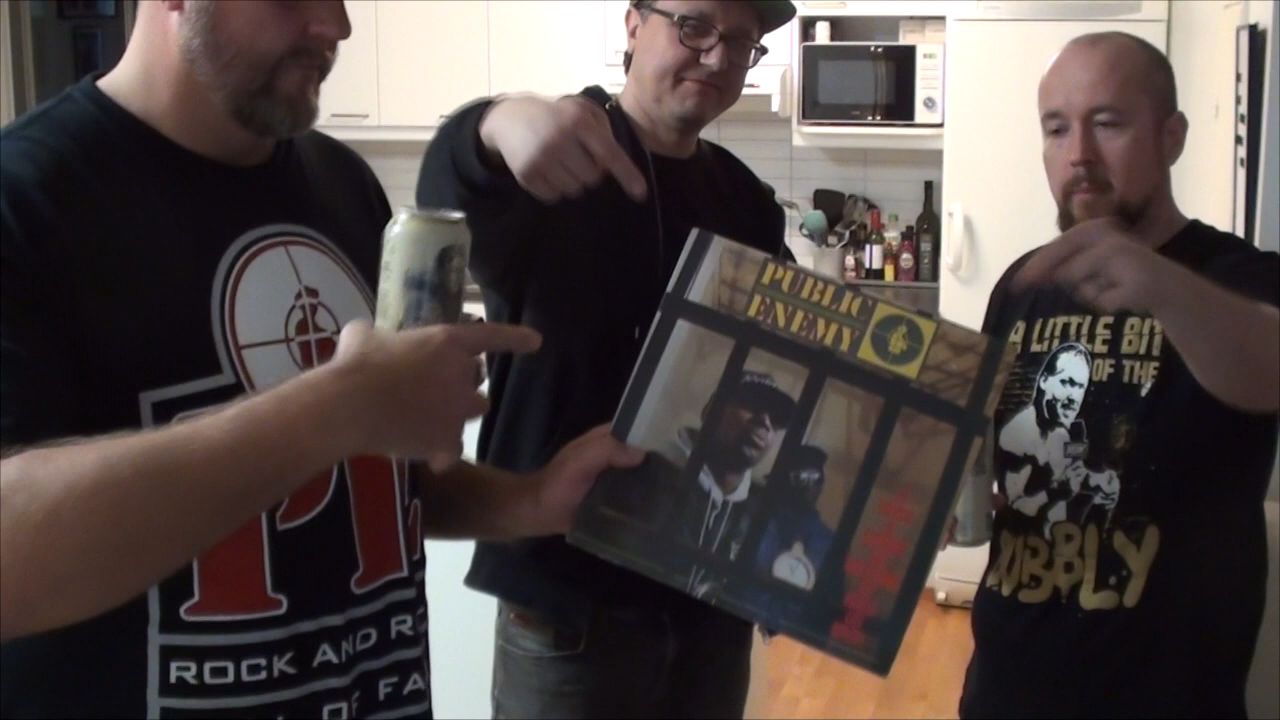 PUBLIC
ENEMY
A LITTLE BIT
OF THE
BUBBLY
ROCK AND RO
OF FA